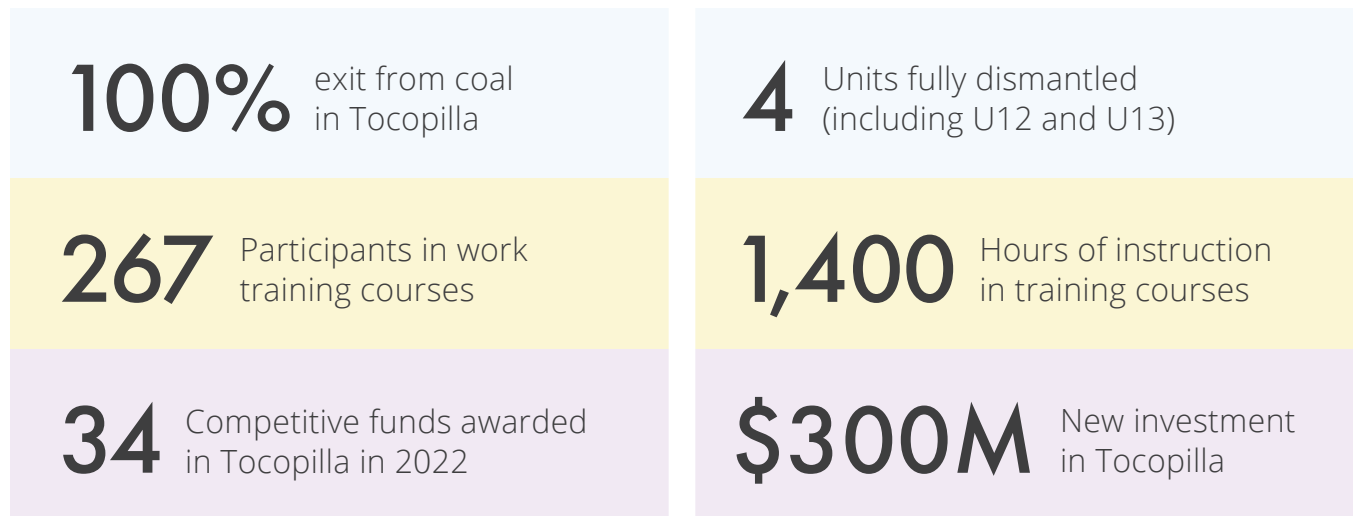 100% exit from coal
in Tocopilla
4 Units fully dismantled
(including U12 and U13)
267 Participants in work
training courses
1,400 Hours of instruction
in training courses
34 Competitive funds awarded
in Tocopilla in 2022
$300M New investment
in Tocopilla